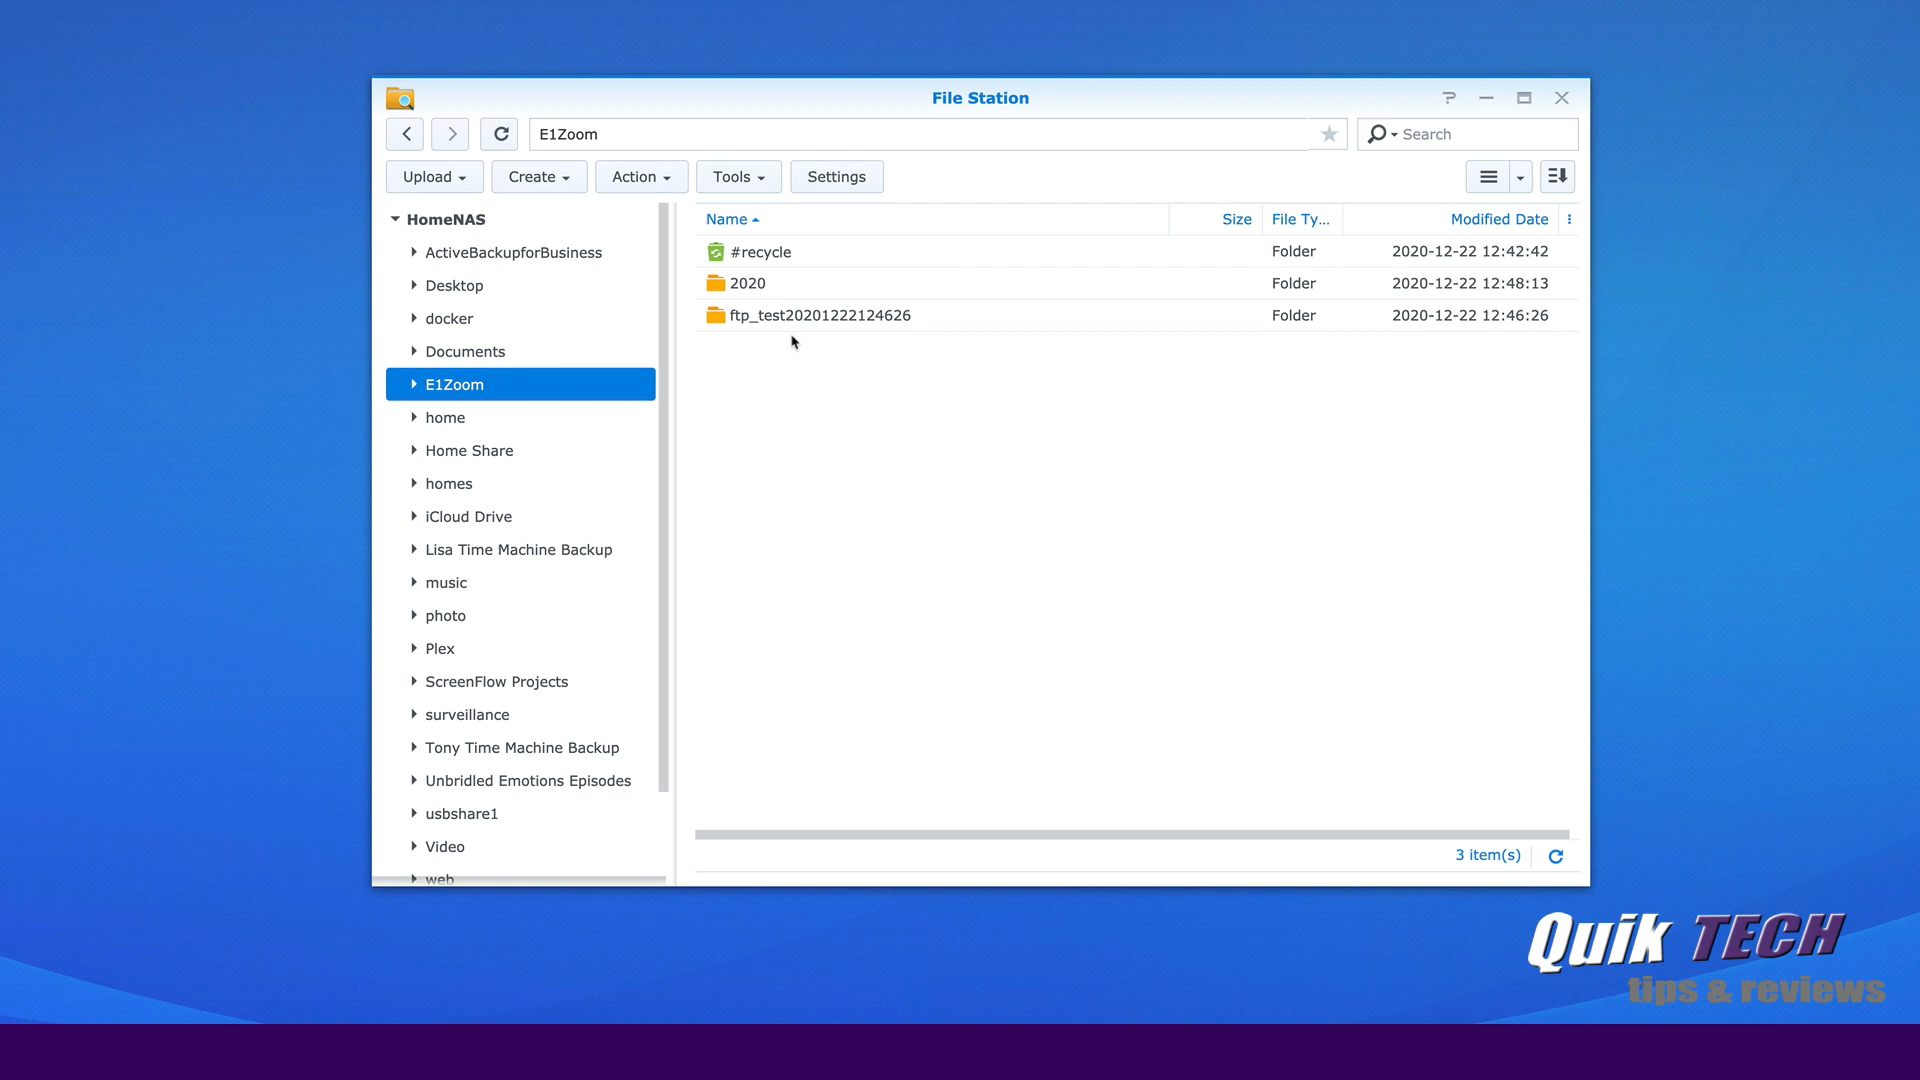 File Station
E1Zoom
Search
Upload
Create
Action
Tools
Settings
HomeNAS
ActiveBackupforBusiness
Desktop
docker
Documents
E1Zoom
home
Home Share
homes
iCloud Drive
Lisa Time Machine Backup
music
photo
Plex
ScreenFlow Projects
surveillance
Tony Time Machine Backup
Unbridled Emotions Episodes
usbshare1
Video
web
Name Size File Ty... Modified Date
#recycle Folder 2020-12-22 12:42:42
2020 Folder 2020-12-22 12:48:13
ftp_test20201222124626 Folder 2020-12-22 12:46:26
3 item(s)
Quik TECH
tips & reviews